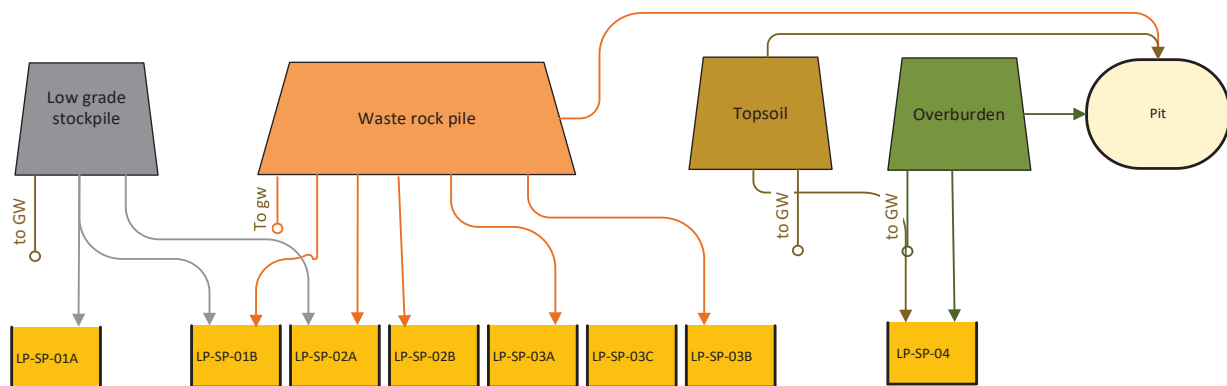 Low grade
stockpile
Waste rock pile
Topsoil
Overburden
Pit
to GW
To gw
to GW
to GW
LP-SP-01A
LP-SP-01B
LP-SP-02A
LP-SP-02B
LP-SP-03A
LP-SP-03C
LP-SP-03B
LP-SP-04